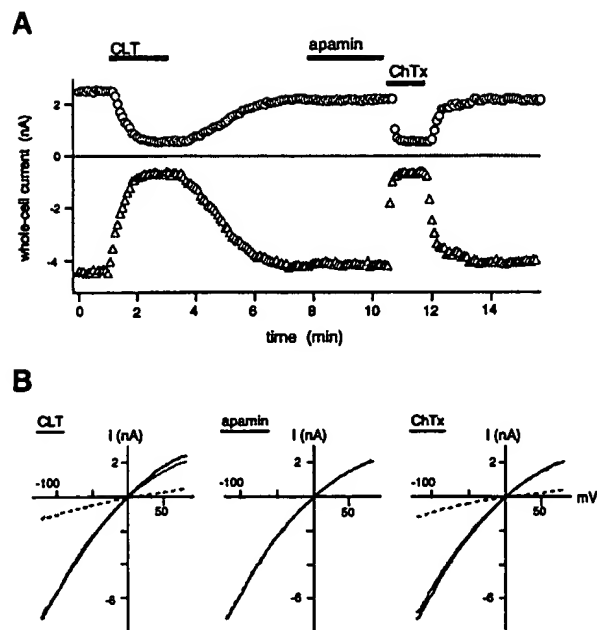 A
CLT
apamin
ChTx
whole-cell current (nA)
2
0
-4
0 2 4 6 8 10 12 14
time (min)
B
CLT I (nA) apamin I (nA) ChTx I (nA)
2 2 2
-100 -100 -100 mV
50 50 50
-6 -6 -6